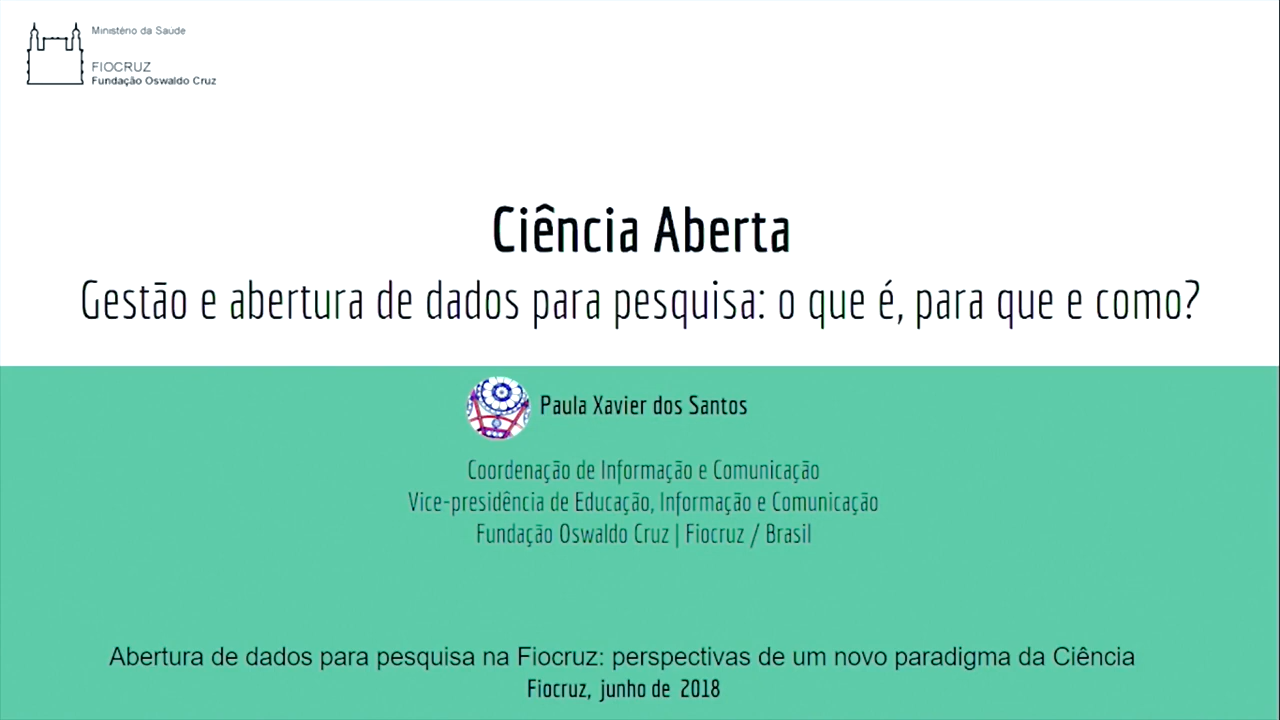 Ministério da Saúde
FIOCRUZ
Fundação Oswaldo Cruz
Ciência Aberta
Gestão e abertura de dados para pesquisa: o que é, para que e como?
Paula Xavier dos Santos
Coordenação de Informação e Comunicação
Vice-presidência de Educação, Informação e Comunicação
Fundação Oswaldo Cruz | Fiocruz / Brasil
Abertura de dados para pesquisa na Fiocruz: perspectivas de um novo paradigma da Ciência
Fiocruz, junho de 2018